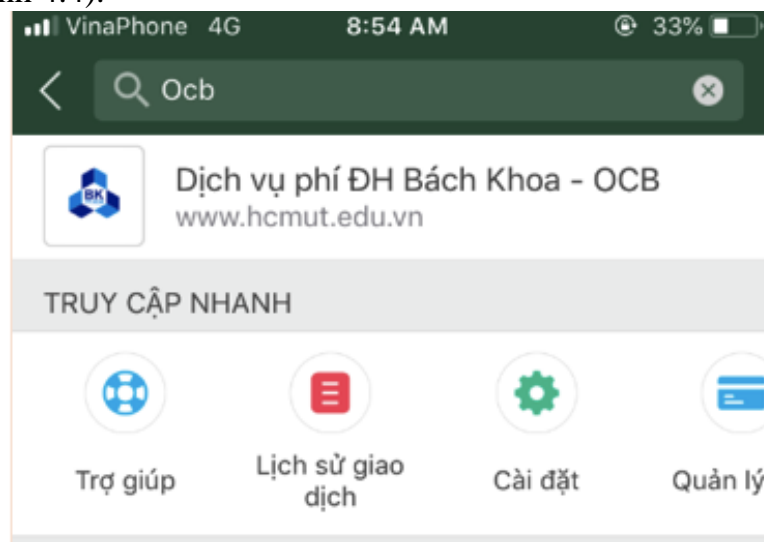 VinaPhone 4G 8:54 AM 33%
Ocb
BK
Dịch vụ phí ĐH Bách Khoa - OCB
www.hcmut.edu.vn
TRUY CẬP NHANH
Trợ giúp
Lịch sử giao
dịch
Cài đặt
Quản lý